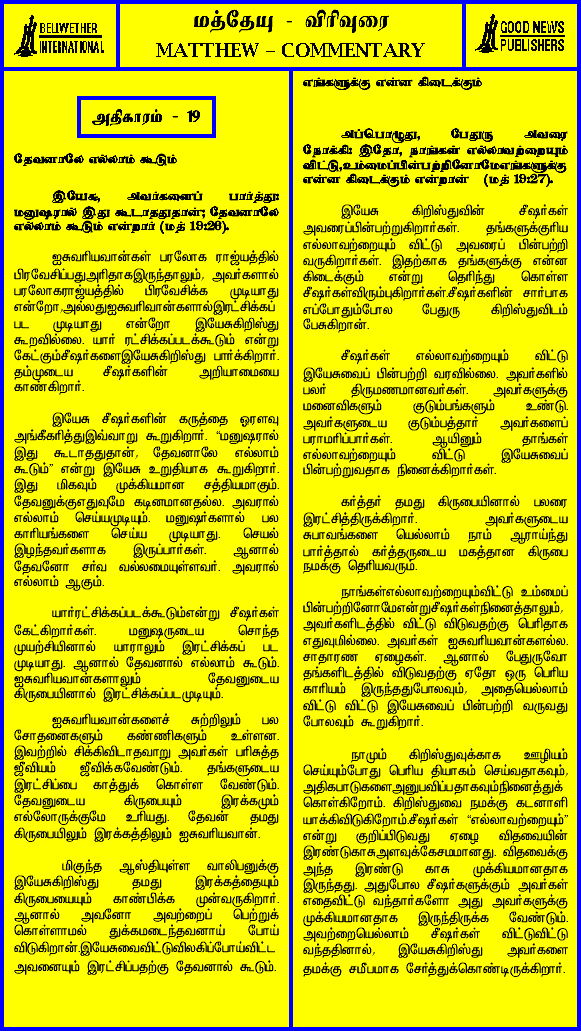 BELWETHER
INTERNATIONAL
மத்தேயு - விரிவுரை
MATTHEW – COMMENTARY
GOOD NEWS
PUBLISHERS
அதிகாரம் - 19
தேவனாலே எல்லாம் கூடும்
இயேசு, அவர்களைப் பார்த்து:
மனுஷரால் இது கூடாததுதான்; தேவனாலே
எல்லாம் கூடும் என்றார் (மத் 19:26).
ஐசுவரியவான்கள் பரலோக ராஜ்யத்தில்
பிரவேசிப்பதுஅரிதாகஇருந்தாலும், அவர்களால்
பரலோகராஜ்யத்தில் பிரவேசிக்க முடியாது
என்றோ,அல்லதுஐசுவரியவான்களால்இரட்சிக்கப்
பட முடியாது என்றோ இயேசுகிறிஸ்து
கூறவில்லை. யார் ரட்சிக்கப்படக்கூடும் என்று
கேட்கும்சீஷர்களைஇயேசுகிறிஸ்து பார்க்கிறார்.
தம்முடைய சீஷர்களின் அறியாமையை
காண்கிறார்.
இயேசு சீஷர்களின் கருத்தை ஓரளவு
அங்கீகரித்துஇவ்வாறு கூறுகிறார். “மனுஷரால்
இது கூடாததுதான், தேவனாலே எல்லாம்
கூடும்” என்று இயேசு உறுதியாக கூறுகிறார்.
இது மிகவும் முக்கியமான சத்தியமாகும்.
தேவனுக்குஎதுவுமே கடினமானதல்ல. அவரால்
எல்லாம் செய்யமுடியும். மனுஷர்களால் பல
காரியங்களை செய்ய முடியாது. செயல்
இழந்தவர்களாக இருப்பார்கள். ஆனால்
தேவனோ சர்வ வல்லமையுள்ளவர். அவரால்
எல்லாம் ஆகும்.
யார்ரட்சிக்கப்படக்கூடும்என்று சீஷர்கள்
கேட்கிறார்கள். மனுஷருடைய சொந்த
முயற்சியினால் யாராலும் இரட்சிக்கப் பட
முடியாது. ஆனால் தேவனால் எல்லாம் கூடும்.
ஐசுவரியவான்களாலும் தேவனுடைய
கிருபையினால் இரட்சிக்கப்படமுடியும்.
ஐசுவரியவான்களைச் சுற்றிலும் பல
சோதனைகளும் கண்ணிகளும் உள்ளன.
இவற்றில் சிக்கிவிடாதவாறு அவர்கள் பரிசுத்த
ஜீவியம் ஜீவிக்கவேண்டும். தங்களுடைய
இரட்சிப்பை காத்துக் கொள்ள வேண்டும்.
தேவனுடைய கிருபையும் இரக்கமும்
எல்லோருக்குமே உரியது. தேவன் தமது
கிருபையிலும் இரக்கத்திலும் ஐசுவரியவான்.
மிகுந்த ஆஸ்தியுள்ள வாலிபனுக்கு
இயேசுகிறிஸ்து தமது இரக்கத்தையும்
கிருபையையும் காண்பிக்க முன்வருகிறார்.
ஆனால் அவனோ அவற்றைப் பெற்றுக்
கொள்ளாமல் துக்கமடைந்தவனாய் போய்
விடுகிறான்.இயேசுவைவிட்டுவிலகிப்போய்விட்ட
அவனையும் இரட்சிப்பதற்கு தேவனால் கூடும்.
எங்களுக்கு என்ன கிடைக்கும்
அப்பொழுது, பேதுரு அவரை
நோக்கி: இதோ, நாங்கள் எல்லாவற்றையும்
விட்டு,உம்மைப்பின்பற்றினோமேஎங்களுக்கு
என்ன கிடைக்கும் என்றான் (மத் 19:27).
இயேசு கிறிஸ்துவின் சீஷர்கள்
அவரைப்பின்பற்றுகிறார்கள். தங்களுக்குரிய
எல்லாவற்றையும் விட்டு அவரைப் பின்பற்றி
வருகிறார்கள். இதற்காக தங்களுக்கு என்ன
கிடைக்கும் என்று தெரிந்து கொள்ள
சீஷர்கள்விரும்புகிறார்கள்.சீஷர்களின் சார்பாக
எப்போதும்போல பேதுரு கிறிஸ்துவிடம்
பேசுகிறான்.
சீஷர்கள் எல்லாவற்றையும் விட்டு
இயேசுவைப் பின்பற்றி வரவில்லை. அவர்களில்
பலர் திருமணமானவர்கள். அவர்களுக்கு
மனைவிகளும் குடும்பங்களும் உண்டு.
அவர்களுடைய குடும்பத்தார் அவர்களைப்
பராமரிப்பார்கள். ஆயினும் தாங்கள்
எல்லாவற்றையும் விட்டு இயேசுவைப்
பின்பற்றுவதாக நினைக்கிறார்கள்.
கர்த்தர் தமது கிருபையினால் பலரை
இரட்சித்திருக்கிறார். அவர்களுடைய
சுபாவங்களை யெல்லாம் நாம் ஆராய்ந்து
பார்த்தால் கர்த்தருடைய மகத்தான கிருபை
நமக்கு தெரியவரும்.
நாங்கள்எல்லாவற்றையும்விட்டு உம்மைப்
பின்பற்றினோமேஎன்றுசீஷர்கள்நினைத்தாலும்,
அவர்களிடத்தில் விட்டு விடுவதற்கு பெரிதாக
எதுவுமில்லை. அவர்கள் ஐசுவரியவான்களல்ல.
சாதாரண ஏழைகள். ஆனால் பேதுருவோ
தங்களிடத்தில் விடுவதற்கு ஏதோ ஒரு பெரிய
காரியம் இருந்ததுபோலவும், அதையெல்லாம்
விட்டு விட்டு இயேசுவைப் பின்பற்றி வருவது
போலவும் கூறுகிறார்.
நாமும் கிறிஸ்துவுக்காக ஊழியம்
செய்யும்போது பெரிய தியாகம் செய்வதாகவும்,
அதிகபாடுகளைஅனுபவிப்பதாகவும்நினைத்துக்
கொள்கிறோம். கிறிஸ்துவை நமக்கு கடனாளி
யாக்கிவிடுகிறோம்.சீஷர்கள் “எல்லாவற்றையும்”
என்று குறிப்பிடுவது ஏழை விதவையின்
இரண்டுகாசுஅளவுக்கேசமமானது. விதவைக்கு
அந்த இரண்டு காசு முக்கியமானதாக
இருந்தது. அதுபோல சீஷர்களுக்கும் அவர்கள்
எதைவிட்டு வந்தார்களோ அது அவர்களுக்கு
முக்கியமானதாக இருந்திருக்க வேண்டும்.
அவற்றையெல்லாம் சீஷர்கள் விட்டுவிட்டு
வந்ததினால், இயேசுகிறிஸ்து அவர்களை
தமக்கு சமீபமாக சேர்த்துக்கொண்டிருக்கிறார்.